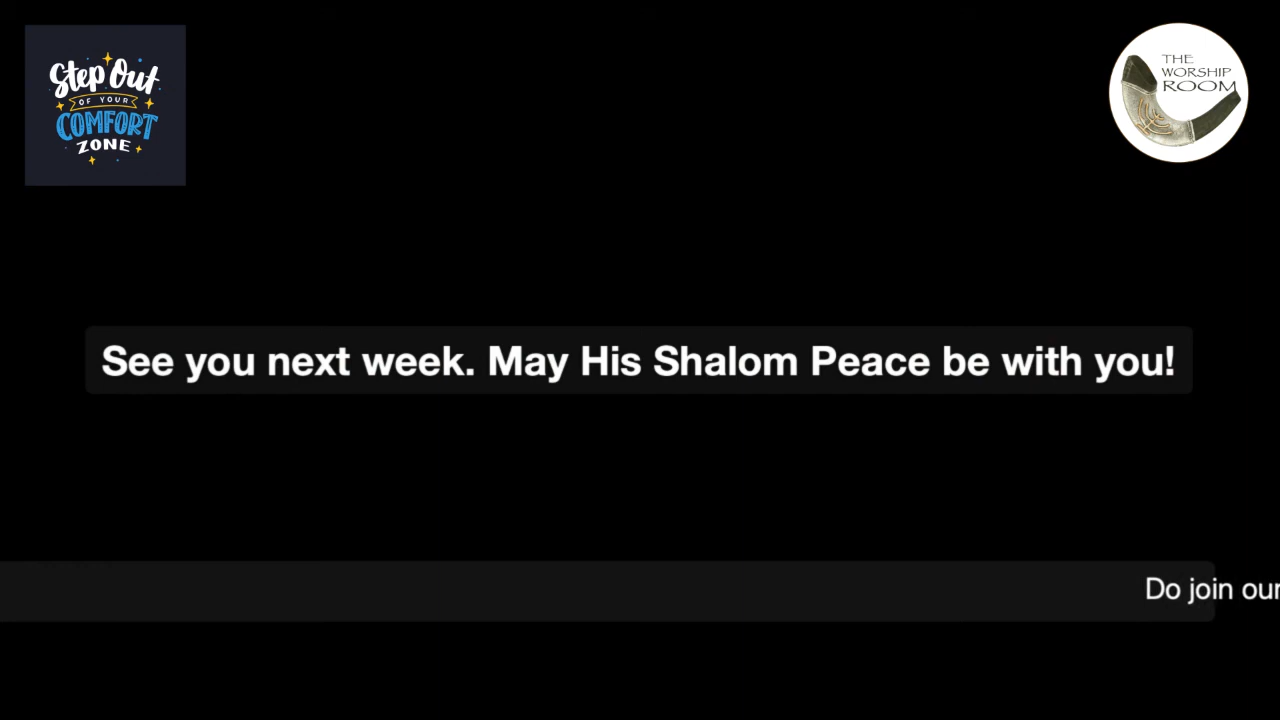 Step Out
OF YOUR
COMFORT
ZONE
THE
WORSHIP
ROOM
See you next week. May His Shalom Peace be with you!
Do join our